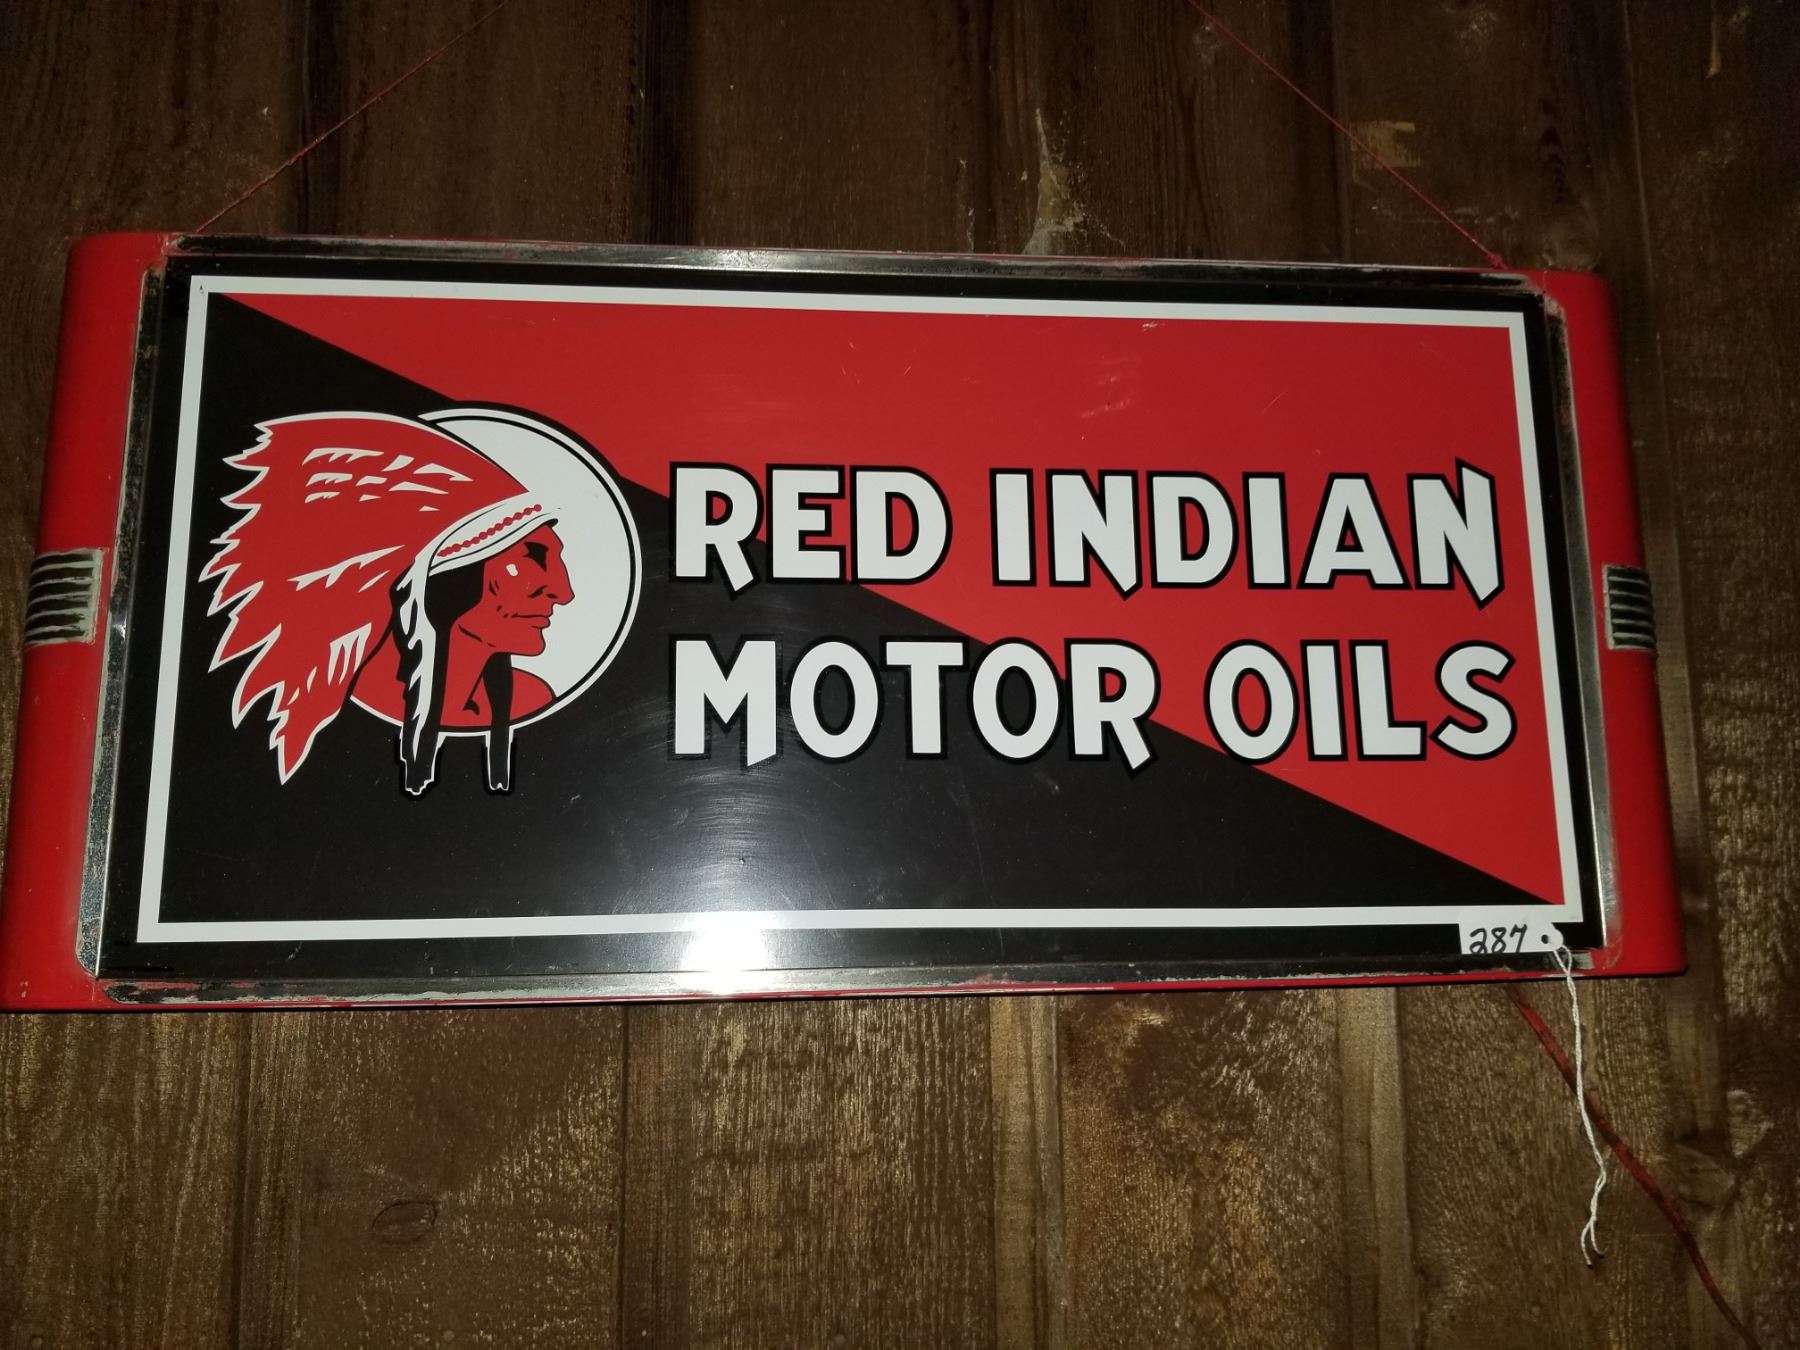 RED INDIAN
MOTOR OILS
287